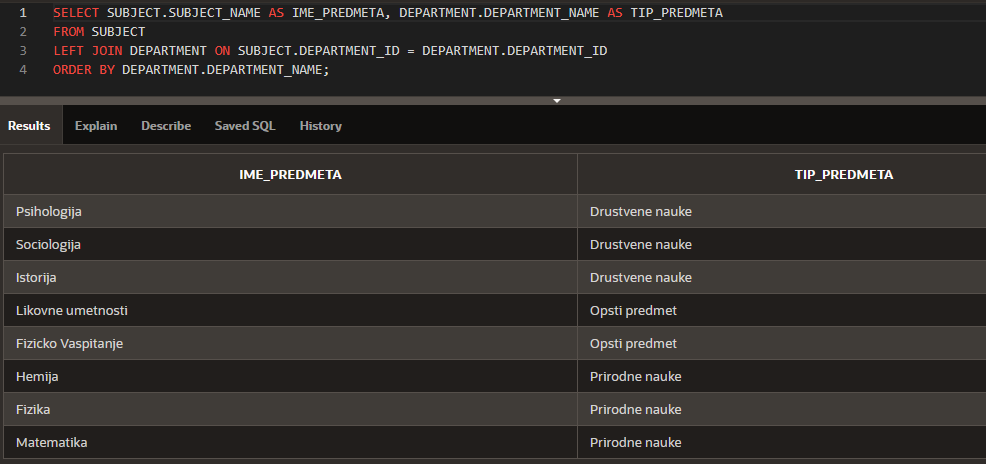 1 SELECT SUBJECT.SUBJECT_NAME AS IME_PREDMETA, DEPARTMENT.DEPARTMENT_NAME AS TIP_PREDMETA
2 FROM SUBJECT
3 LEFT JOIN DEPARTMENT ON SUBJECT.DEPARTMENT_ID = DEPARTMENT.DEPARTMENT_ID
4 ORDER BY DEPARTMENT.DEPARTMENT_NAME;
Results Explain Describe Saved SQL History
IME_PREDMETA TIP_PREDMETA
Psihologija Drustvene nauke
Sociologija Drustvene nauke
Istorija Drustvene nauke
Likovne umetnosti Opsti predmet
Fizicko Vaspitanje Opsti predmet
Hemija Prirodne nauke
Fizika Prirodne nauke
Matematika Prirodne nauke